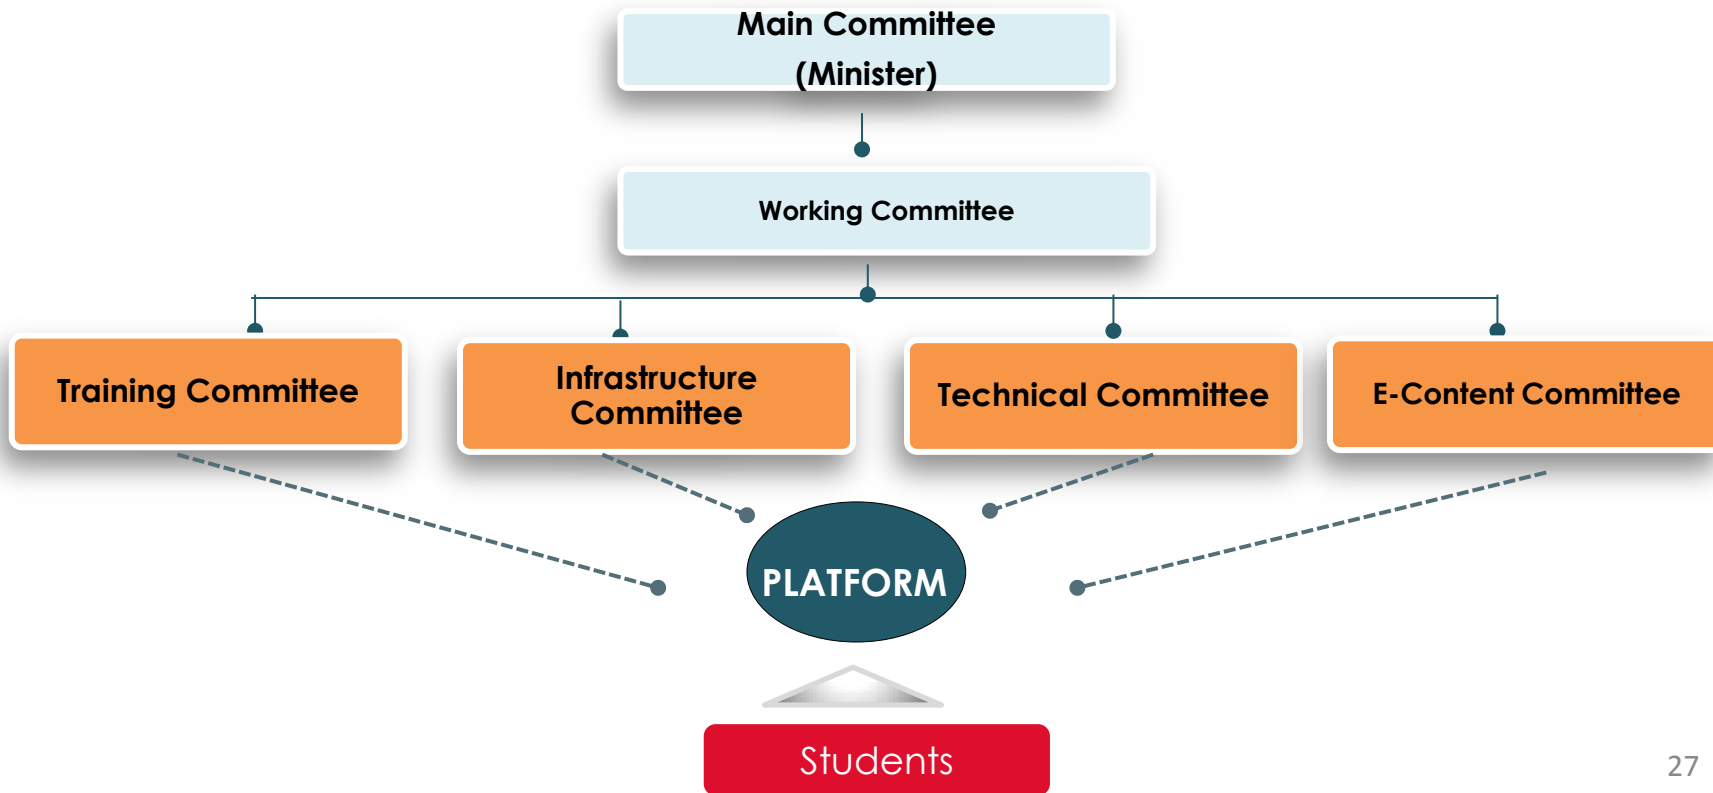 Main Committee
(Minister)
Working Committee
Training Committee
Infrastructure
Committee
Technical Committee
E-Content Committee
PLATFORM
Students
27